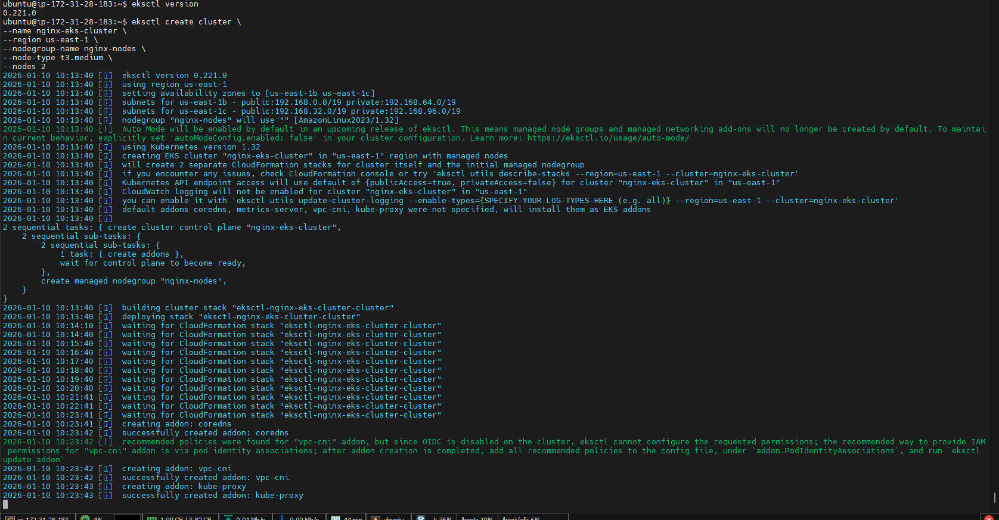 ubuntu@ip-172-31-28-183:~$ eksctl version
0.221.0
ubuntu@ip-172-31-28-183:~$ eksctl create cluster \
--name nginx-eks-cluster \
--region us-east-1 \
--nodegroup-name nginx-nodes \
--node-type t3.medium \
--nodes 2
2026-01-10 10:13:40 [i]  eksctl version 0.221.0
2026-01-10 10:13:40 [i]  using region us-east-1
2026-01-10 10:13:40 [i]  setting availability zones to [us-east-1b us-east-1c]
2026-01-10 10:13:40 [i]  subnets for us-east-1b - public:192.168.0.0/19 private:192.168.64.0/19
2026-01-10 10:13:40 [i]  subnets for us-east-1c - public:192.168.32.0/19 private:192.168.96.0/19
2026-01-10 10:13:40 [i]  nodegroup "nginx-nodes" will use "" [AmazonLinux2023/1.32]
2026-01-10 10:13:40 [!]  Auto Mode will be enabled by default in an upcoming release of eksctl. This means managed node groups and managed networking add-ons will no longer be created by default. To maintai
n current behavior, explicitly set 'autoModeConfig.enabled: false' in your cluster configuration. Learn more: https://eksctl.io/usage/auto-mode/
2026-01-10 10:13:40 [i]  using Kubernetes version 1.32
2026-01-10 10:13:40 [i]  creating EKS cluster "nginx-eks-cluster" in "us-east-1" region with managed nodes
2026-01-10 10:13:40 [i]  will create 2 separate CloudFormation stacks for cluster itself and the initial managed nodegroup
2026-01-10 10:13:40 [i]  if you encounter any issues, check CloudFormation console or try 'eksctl utils describe-stacks --region=us-east-1 --cluster=nginx-eks-cluster'
2026-01-10 10:13:40 [i]  Kubernetes API endpoint access will use default of {publicAccess=true, privateAccess=false} for cluster "nginx-eks-cluster" in "us-east-1"
2026-01-10 10:13:40 [i]  CloudWatch logging will not be enabled for cluster "nginx-eks-cluster" in "us-east-1"
2026-01-10 10:13:40 [i]  you can enable it with 'eksctl utils update-cluster-logging --enable-types={SPECIFY-YOUR-LOG-TYPES-HERE (e.g. all)} --region=us-east-1 --cluster=nginx-eks-cluster'
2026-01-10 10:13:40 [i]  default addons coredns, metrics-server, vpc-cni, kube-proxy were not specified, will install them as EKS addons
2026-01-10 10:13:40 [i]
2 sequential tasks: { create cluster control plane "nginx-eks-cluster",
    2 sequential sub-tasks: {
        2 sequential sub-tasks: {
            1 task: { create addons },
            wait for control plane to become ready,
        },
        create managed nodegroup "nginx-nodes",
    }
}
2026-01-10 10:13:40 [i]  building cluster stack "eksctl-nginx-eks-cluster-cluster"
2026-01-10 10:13:40 [i]  deploying stack "eksctl-nginx-eks-cluster-cluster"
2026-01-10 10:14:10 [i]  waiting for CloudFormation stack "eksctl-nginx-eks-cluster-cluster"
2026-01-10 10:14:40 [i]  waiting for CloudFormation stack "eksctl-nginx-eks-cluster-cluster"
2026-01-10 10:15:40 [i]  waiting for CloudFormation stack "eksctl-nginx-eks-cluster-cluster"
2026-01-10 10:16:40 [i]  waiting for CloudFormation stack "eksctl-nginx-eks-cluster-cluster"
2026-01-10 10:17:40 [i]  waiting for CloudFormation stack "eksctl-nginx-eks-cluster-cluster"
2026-01-10 10:18:40 [i]  waiting for CloudFormation stack "eksctl-nginx-eks-cluster-cluster"
2026-01-10 10:19:40 [i]  waiting for CloudFormation stack "eksctl-nginx-eks-cluster-cluster"
2026-01-10 10:20:40 [i]  waiting for CloudFormation stack "eksctl-nginx-eks-cluster-cluster"
2026-01-10 10:21:41 [i]  waiting for CloudFormation stack "eksctl-nginx-eks-cluster-cluster"
2026-01-10 10:22:41 [i]  waiting for CloudFormation stack "eksctl-nginx-eks-cluster-cluster"
2026-01-10 10:23:41 [i]  waiting for CloudFormation stack "eksctl-nginx-eks-cluster-cluster"
2026-01-10 10:23:41 [i]  creating addon: coredns
2026-01-10 10:23:42 [i]  successfully created addon: coredns
2026-01-10 10:23:42 [!]  recommended policies were found for "vpc-cni" addon, but since OIDC is disabled on the cluster, eksctl cannot configure the requested permissions; the recommended way to provide IAM
 permissions for "vpc-cni" addon is via pod identity associations; after addon creation is completed, add all recommended policies to the config file, under `addon.PodIdentityAssociations`, and run `eksctl
update addon`
2026-01-10 10:23:42 [i]  creating addon: vpc-cni
2026-01-10 10:23:42 [i]  successfully created addon: vpc-cni
2026-01-10 10:23:43 [i]  creating addon: kube-proxy
2026-01-10 10:23:43 [i]  successfully created addon: kube-proxy
ip-172-31-28-183 4% 1.00 GB / 3.82 GB 0.01 Mb/s 0.00 Mb/s 44 min ubuntu /: 36% /boot: 10% /boot/efi: 6%